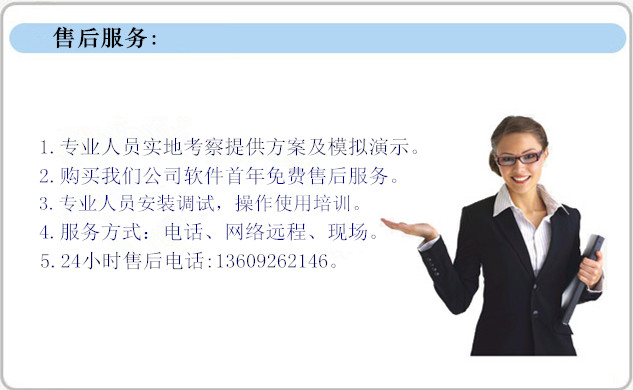 售后服务:
1.专业人员实地考察提供方案及模拟演示。
2.购买我们公司软件首年免费售后服务。
3.专业人员安装调试，操作使用培训。
4.服务方式：电话、网络远程、现场。
5.24小时售后电话:13609262146。